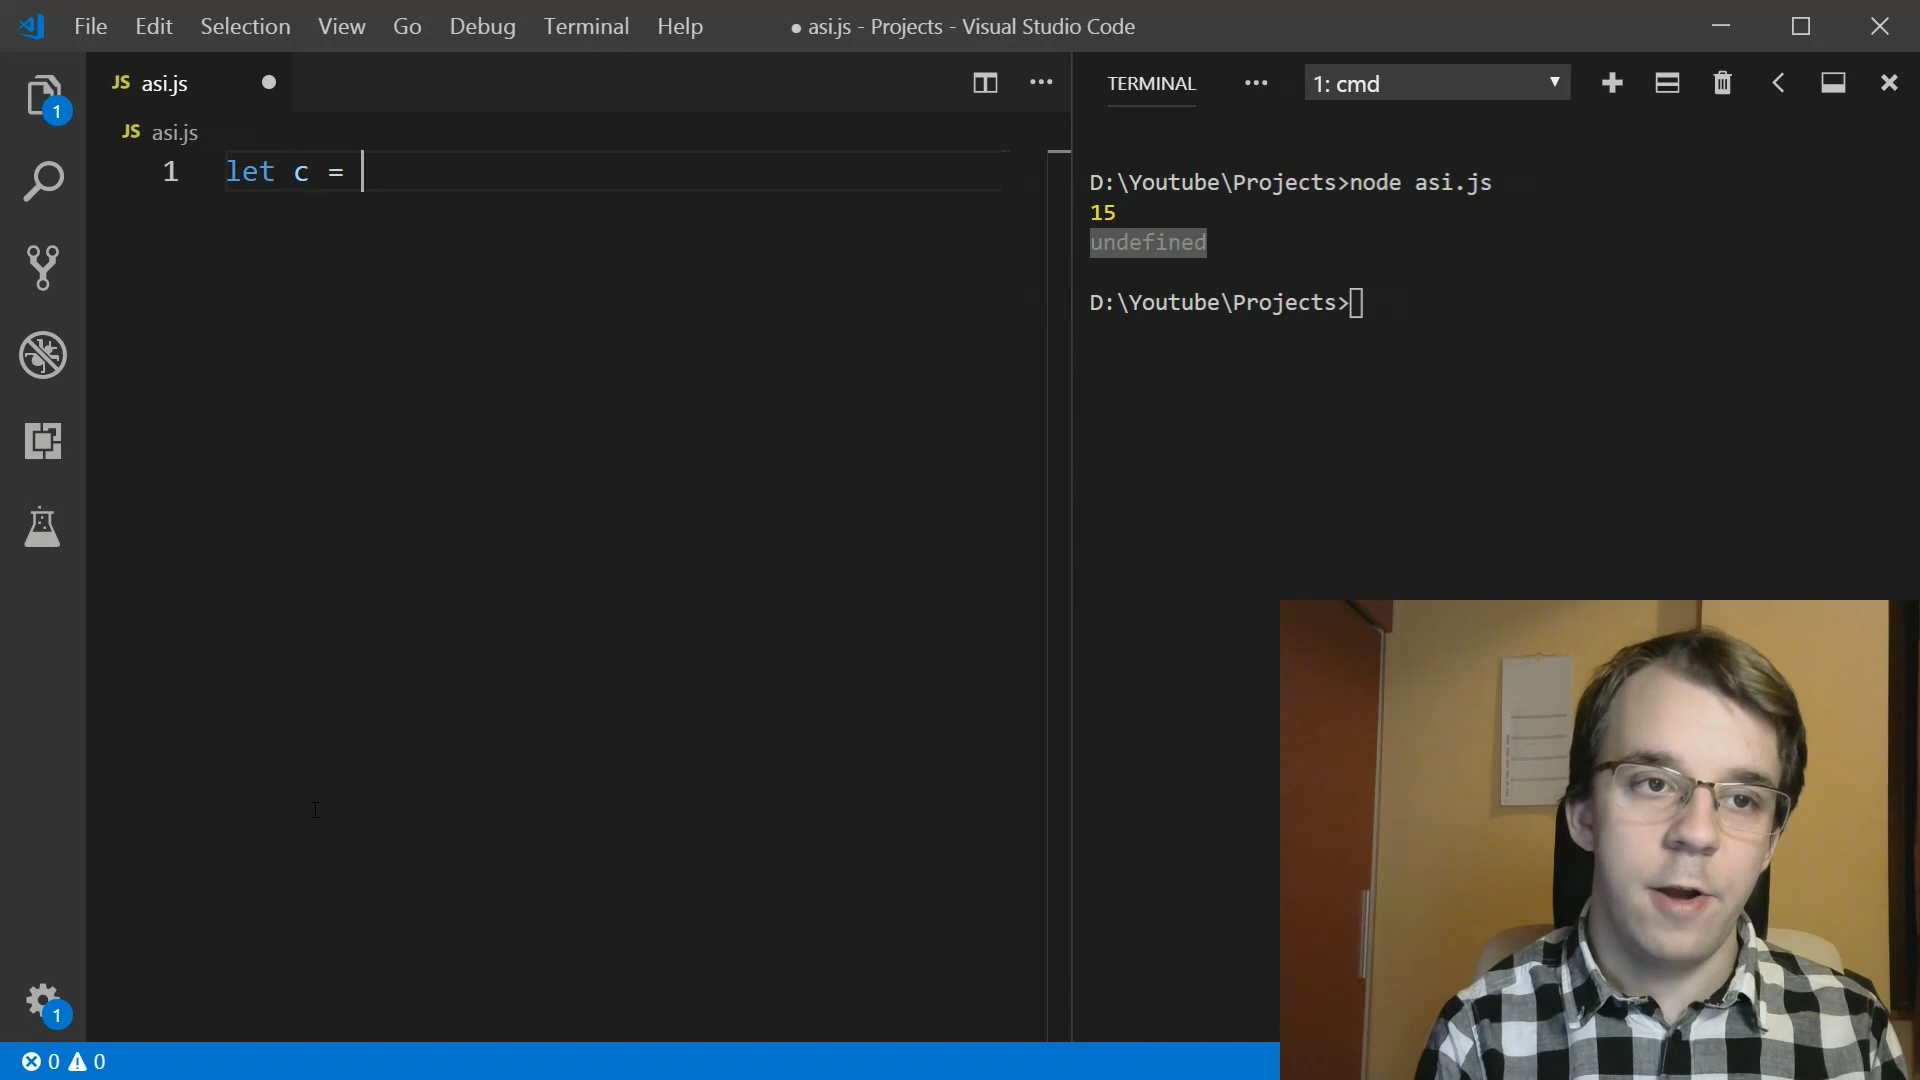 File Edit Selection View Go Debug Terminal Help ● asi.js - Projects - Visual Studio Code
JS asi.js
TERMINAL 1: cmd
1
JS asi.js
1 let c =
D:\Youtube\Projects>node asi.js
15
undefined
D:\Youtube\Projects>
1
0 0